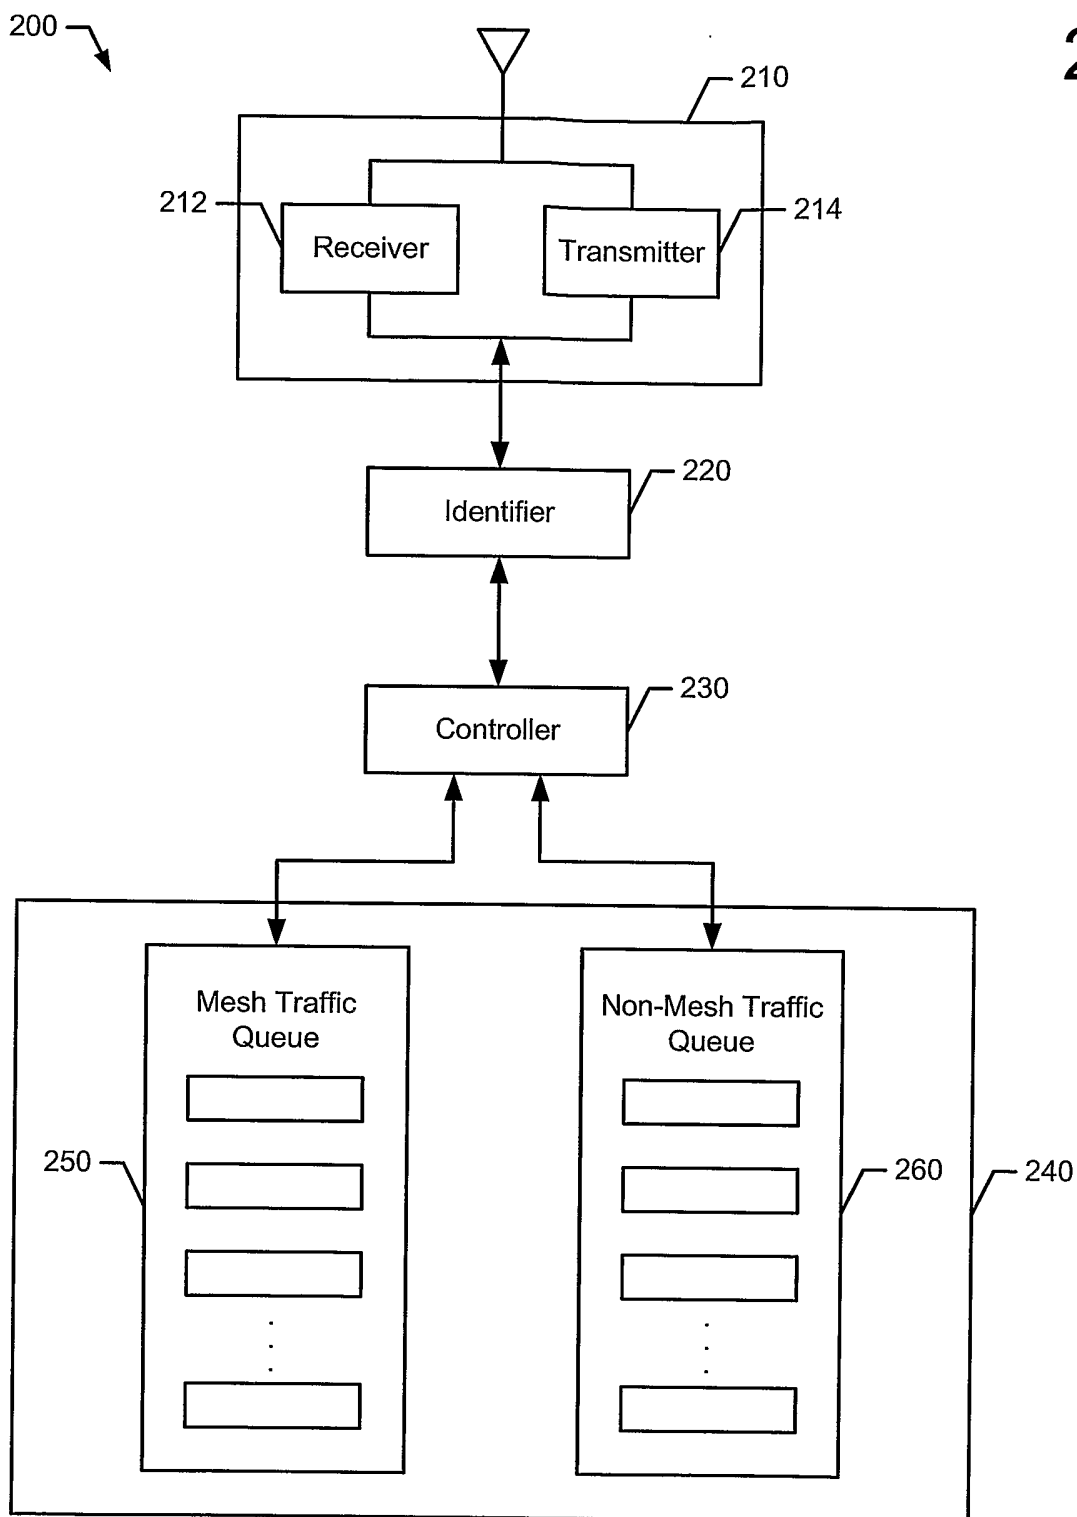 200
210
212
Receiver
Transmitter
214
Identifier
220
Controller
230
Mesh Traffic
Queue
Non-Mesh Traffic
Queue
250
260
240